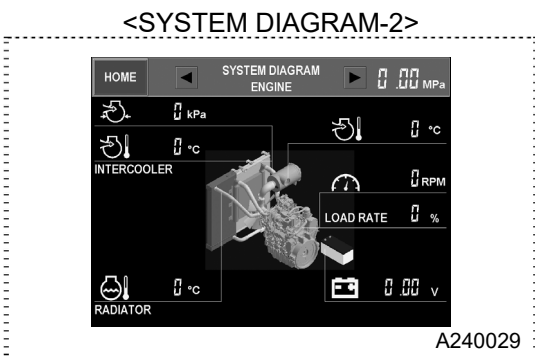 <SYSTEM DIAGRAM-2>
HOME
SYSTEM DIAGRAM
ENGINE
0.00 MPa
0 kPa
0 °C
0 °C
INTERCOOLER
0 RPM
LOAD RATE 0 %
0 °C
0.00 V
RADIATOR
A240029